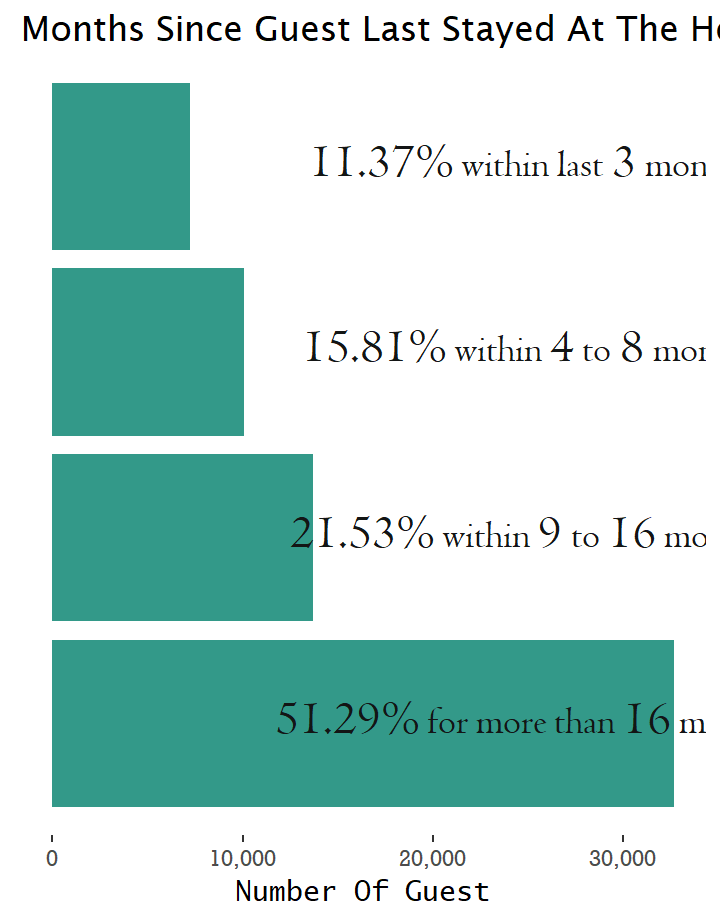 Months Since Guest Last Stayed At The Ho
11.37% within last 3 mon
15.81% within 4 to 8 mor
21.53% within 9 to 16 mo
51.29% for more than 16 m
0 10,000 20,000 30,000
Number Of Guest